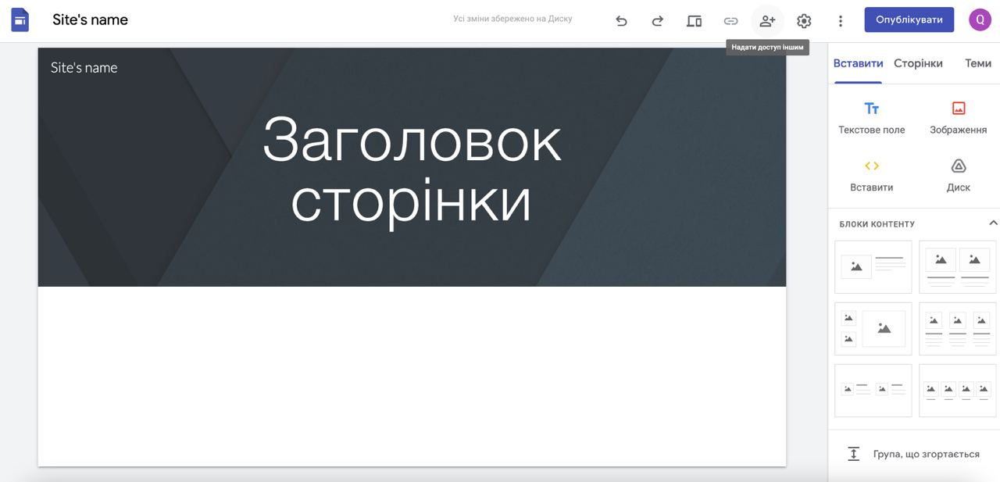 Site's name
Усі зміни збережено на Диску
Опублікувати
Q
Надати доступ іншим
Вставити
Сторінки
Теми
Site's name
Заголовок
сторінки
Tт
Текстове поле
Зображення
Вставити
Диск
БЛОКИ КОНТЕНТУ
Група, що згортається